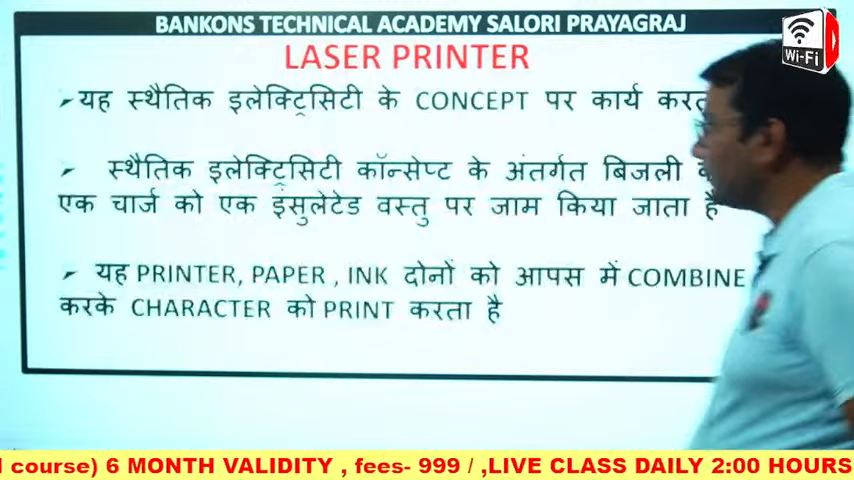 BANKONS TECHNICAL ACADEMY SALORI PRAYAGRAJ
Wi-Fi
LASER PRINTER
➤यह स्थैतिक इलेक्ट्रिसिटी के CONCEPT पर कार्य
➤ स्थैतिक इलेक्ट्रिसिटी कॉन्सेप्ट के अंतर्गत बिजली
एक चार्ज को एक इंसुलेटेड वस्तु पर जाम किया जाता है
➤ यह PRINTER, PAPER , INK दोनों को आपस में COMBINE
करके CHARACTER को PRINT करता है
course) 6 MONTH VALIDITY , fees- 999 / ,LIVE CLASS DAILY 2:00 HOURS